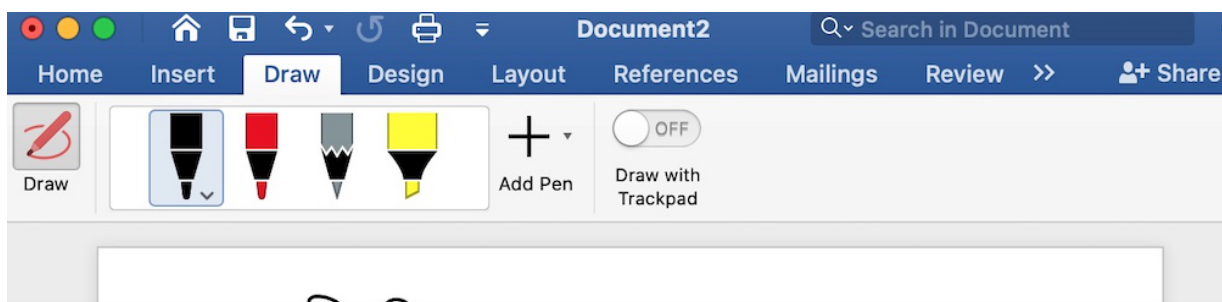 Document2
Search in Document
Home Insert Draw Design Layout References Mailings Review >> Share
Draw
Add Pen
OFF
Draw with
Trackpad